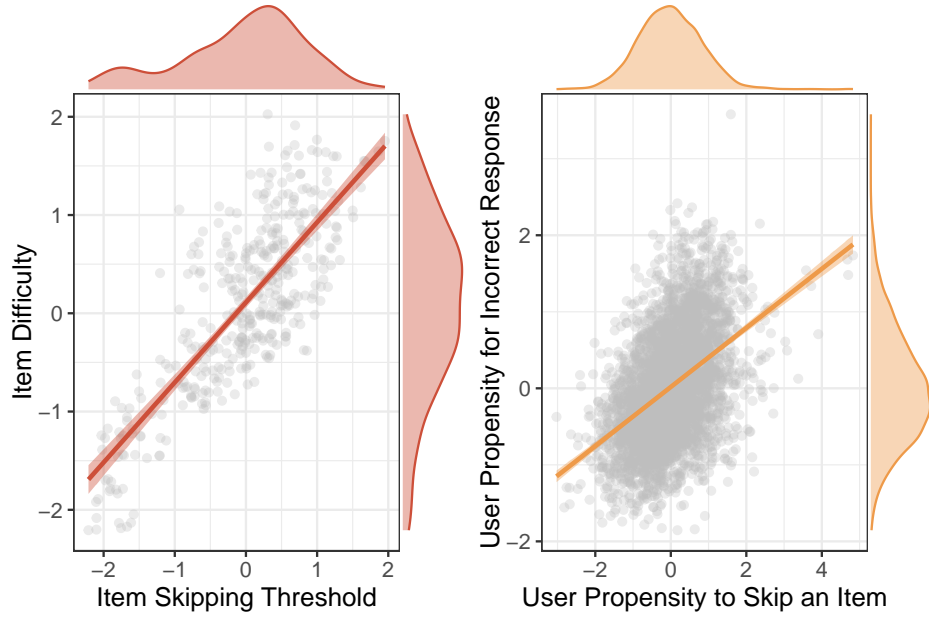 Item Difficulty
2
1
0
−1
−2
−2 −1 0 1 2
Item Skipping Threshold
User Propensity for Incorrect Response
2
0
−2
−2 0 2 4
User Propensity to Skip an Item